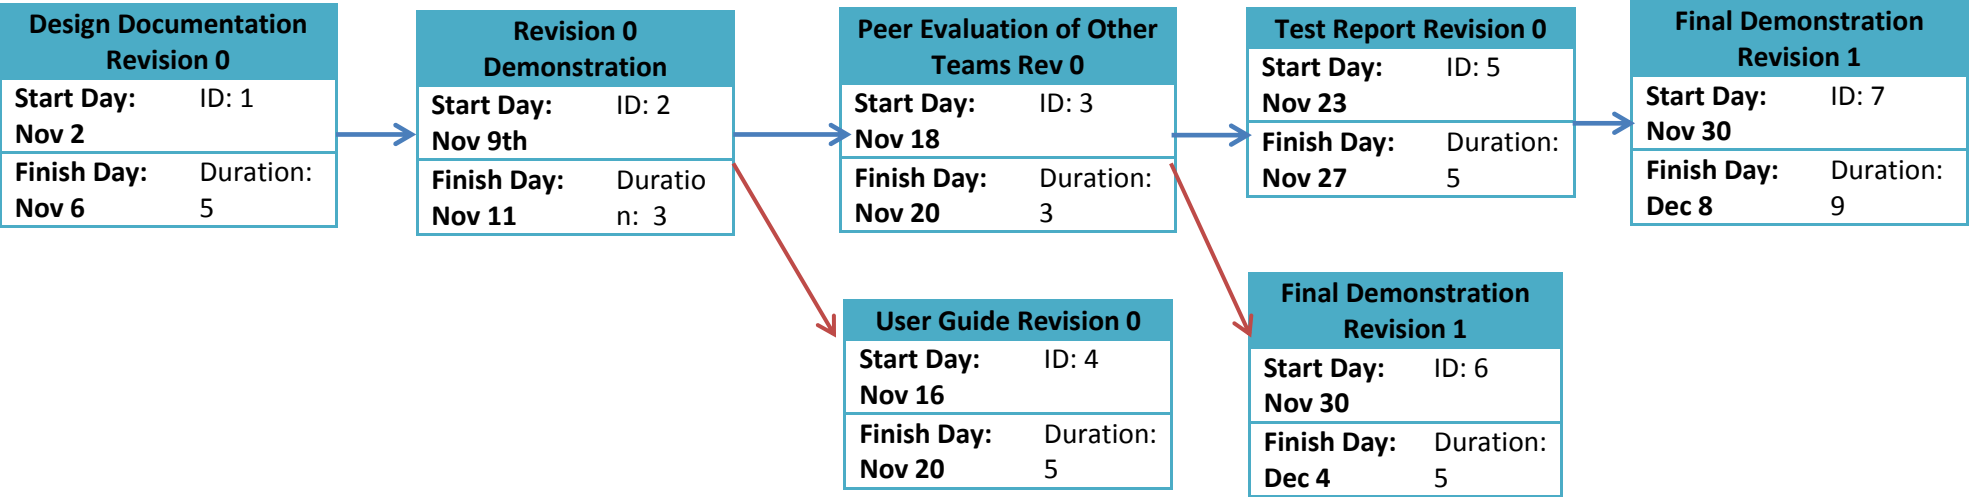 Design Documentation
Revision 0
Start Day: ID: 1
Nov 2
Finish Day: Duration:
Nov 6 5
Revision 0
Demonstration
Start Day: ID: 2
Nov 9th
Finish Day: Duratio
Nov 11 n: 3
Peer Evaluation of Other
Teams Rev 0
Start Day: ID: 3
Nov 18
Finish Day: Duration:
Nov 20 3
Test Report Revision 0
Start Day: ID: 5
Nov 23
Finish Day: Duration:
Nov 27 5
Final Demonstration
Revision 1
Start Day: ID: 7
Nov 30
Finish Day: Duration:
Dec 8 9
User Guide Revision 0
Start Day: ID: 4
Nov 16
Finish Day: Duration:
Nov 20 5
Final Demonstration
Revision 1
Start Day: ID: 6
Nov 30
Finish Day: Duration:
Dec 4 5